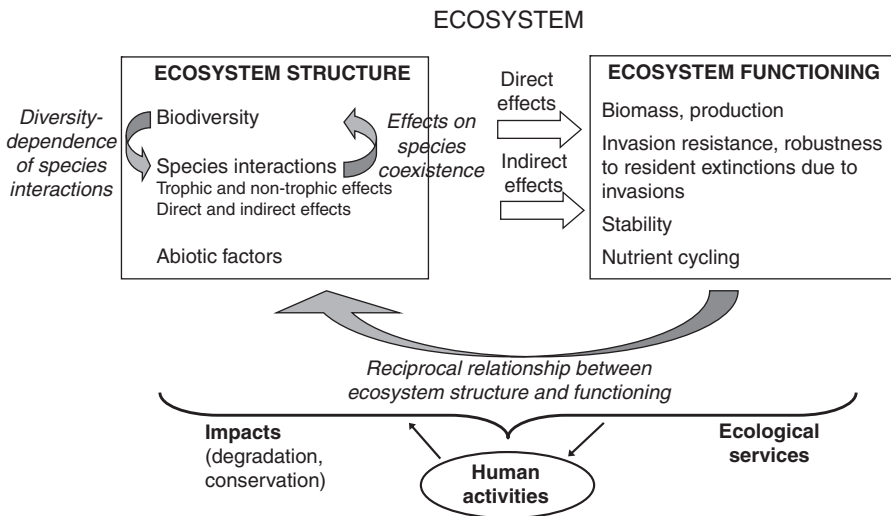 ECOSYSTEM
ECOSYSTEM STRUCTURE
Diversity-
dependence
of species
interactions
Biodiversity
Species interactions
Trophic and non-trophic effects
Direct and indirect effects
Abiotic factors
Effects on
species
coexistence
Direct
effects
Indirect
effects
ECOSYSTEM FUNCTIONING
Biomass, production
Invasion resistance, robustness
to resident extinctions due to
invasions
Stability
Nutrient cycling
Reciprocal relationship between
ecosystem structure and functioning
Impacts
(degradation,
conservation)
Human
activities
Ecological
services